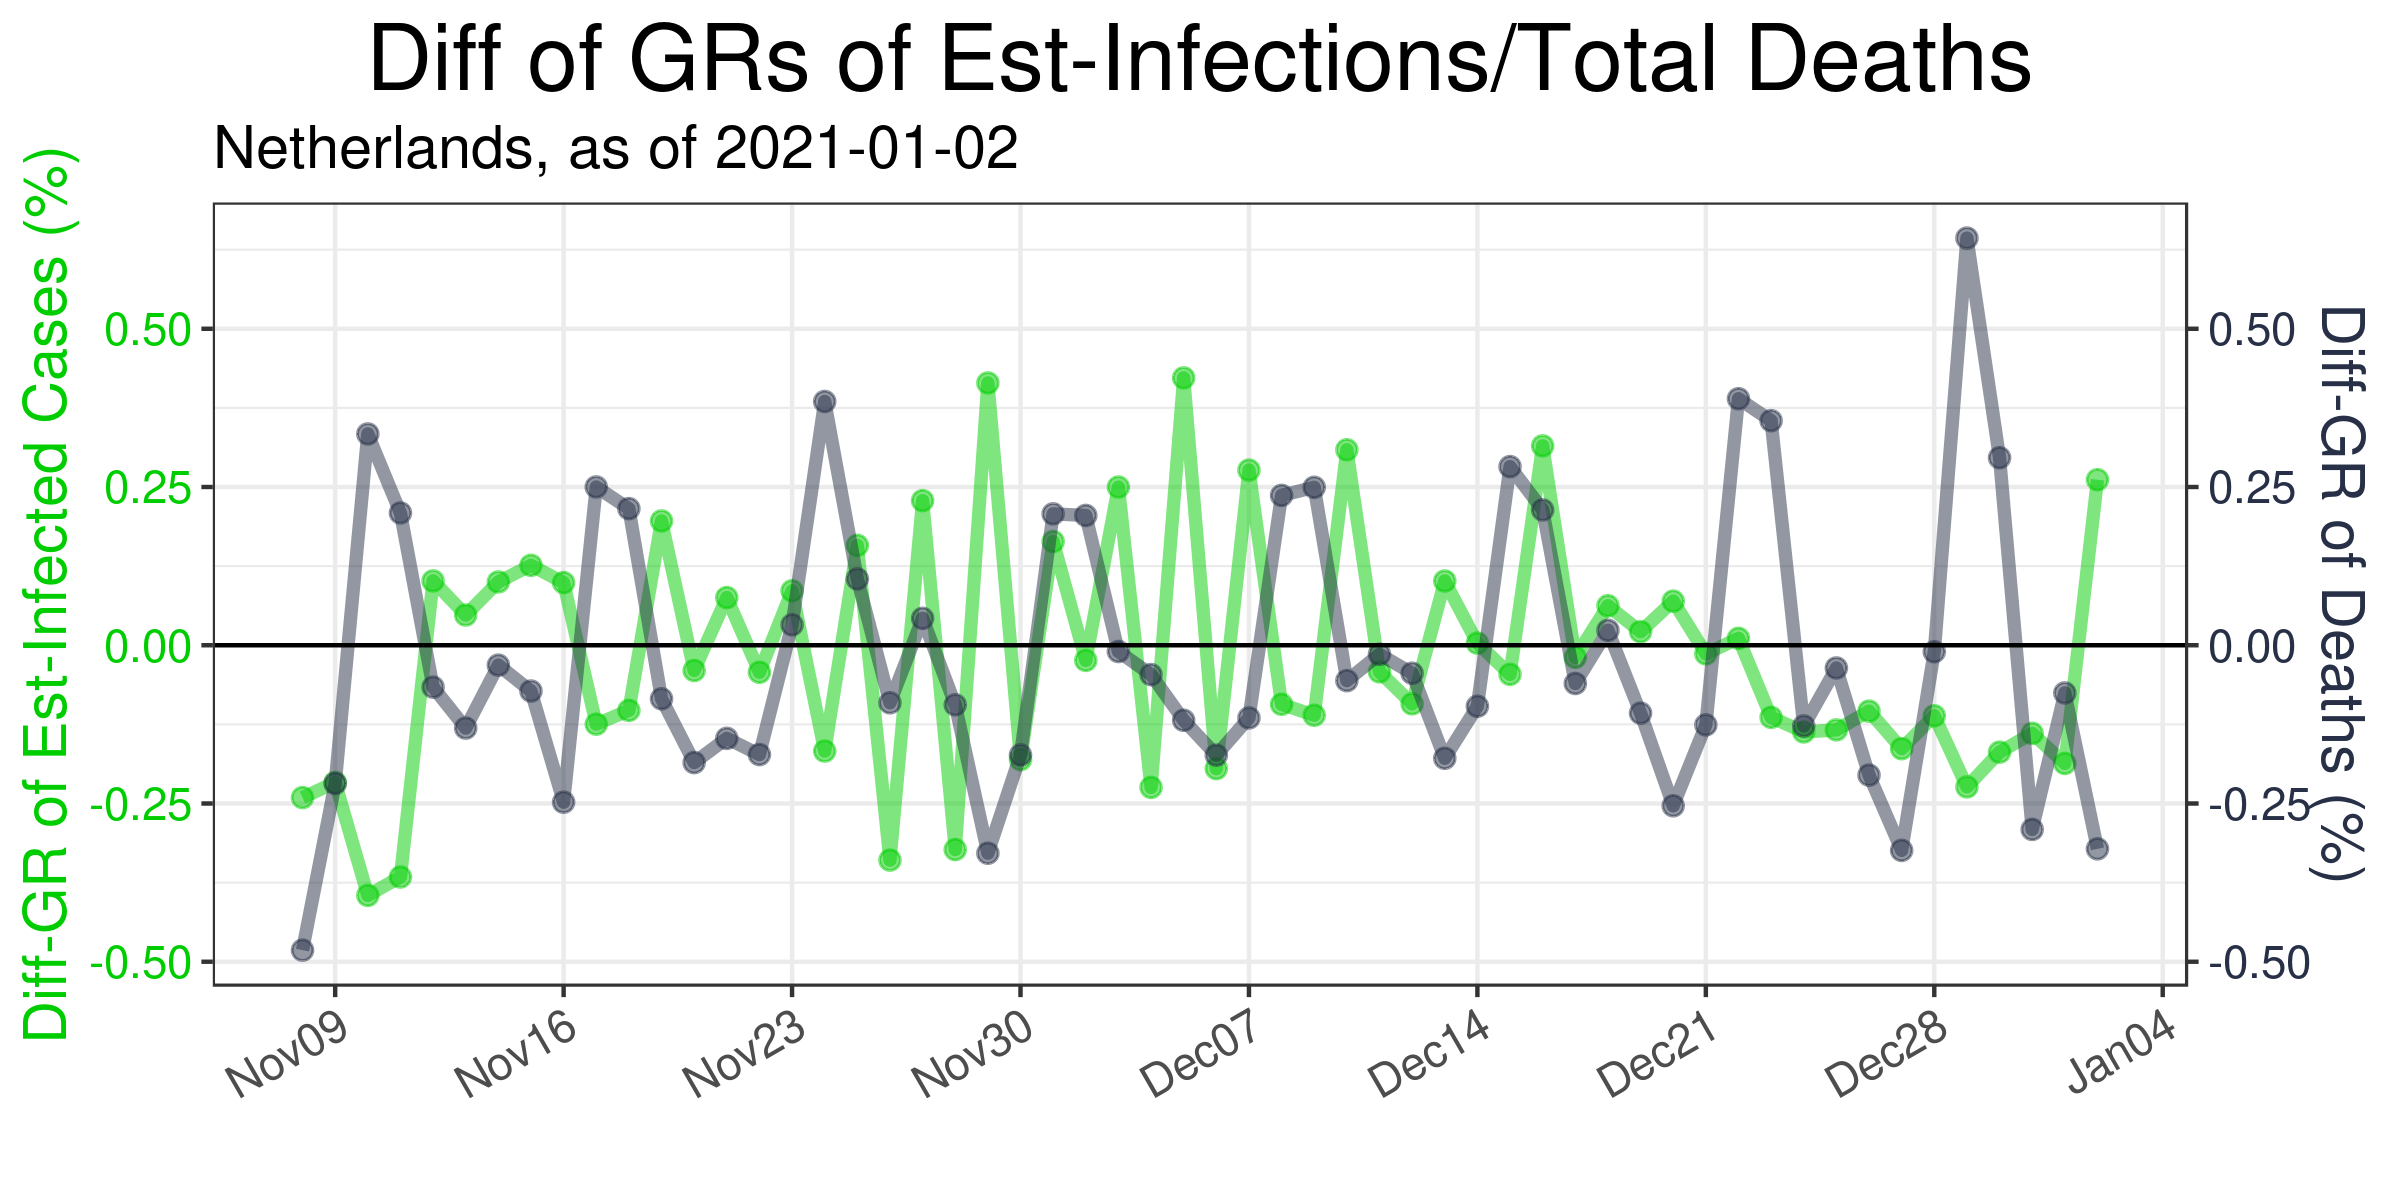 Diff of GRs of Est-Infections/Total Deaths
Netherlands, as of 2021-01-02
Diff-GR of Est-Infected Cases (%)
0.50
0.25
0.00
-0.25
-0.50
0.50
0.25
0.00
-0.25
-0.50
Diff-GR of Deaths (%)
Nov09
Nov16
Nov23
Nov30
Dec07
Dec14
Dec21
Dec28
Jan04